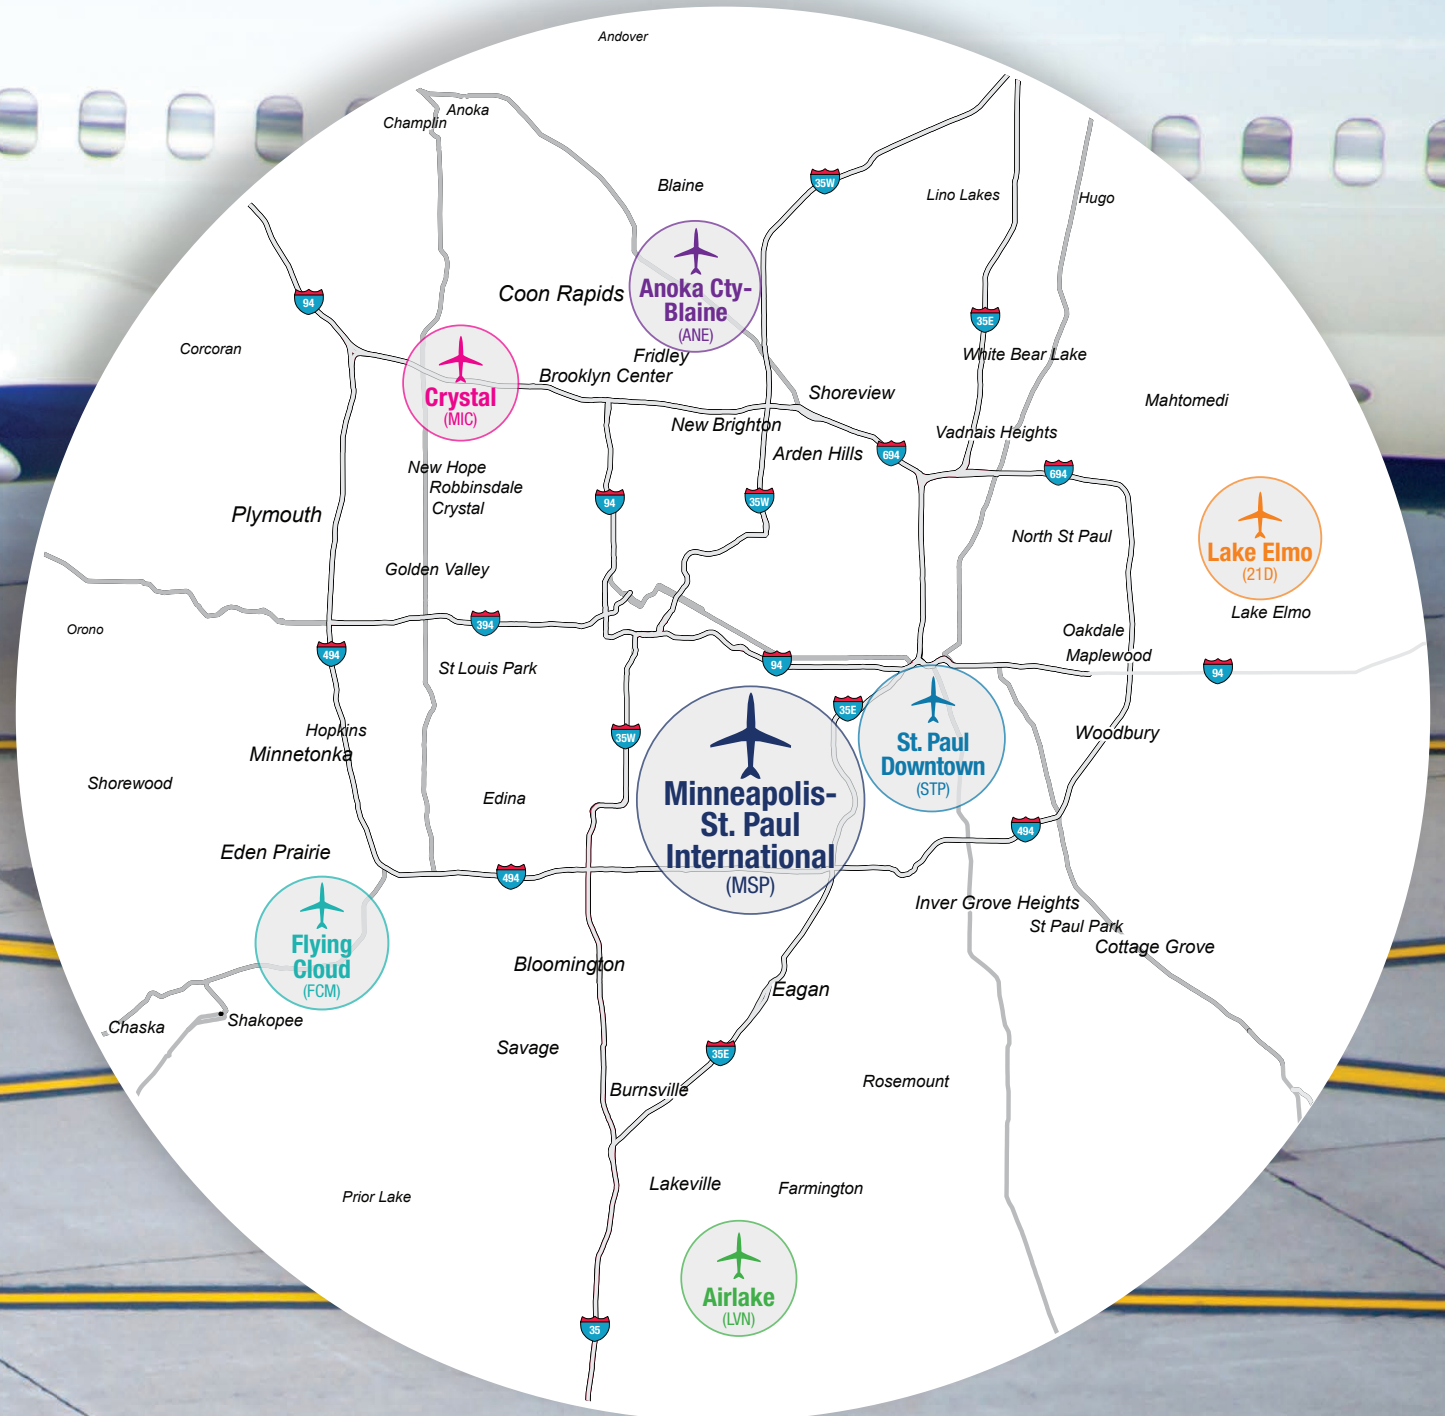 Andover
Anoka
Champlin
35W
Blaine
Lino Lakes
Hugo
94
Coon Rapids
Anoka Cty-
Blaine
(ANE)
35E
Corcoran
Crystal
(MIC)
Fridley
Brooklyn Center
White Bear Lake
Shoreview
Mahtomedi
New Brighton
Vadnais Heights
Arden Hills
694
694
New Hope
Robbinsdale
Crystal
94
35W
Plymouth
North St Paul
Lake Elmo
(21D)
Golden Valley
Lake Elmo
Orono
394
Oakdale
494
St Louis Park
Maplewood
94
94
35E
Hopkins
Minnetonka
35W
Woodbury
St. Paul
Downtown
(STP)
Shorewood
Edina
Minneapolis-
St. Paul
International
(MSP)
494
Eden Prairie
494
Inver Grove Heights
St Paul Park
Cottage Grove
Flying
Cloud
(FCM)
Bloomington
Eagan
Chaska
Shakopee
Savage
35E
Burnsville
Rosemount
Prior Lake
Lakeville
Farmington
Airlake
(LVN)
35